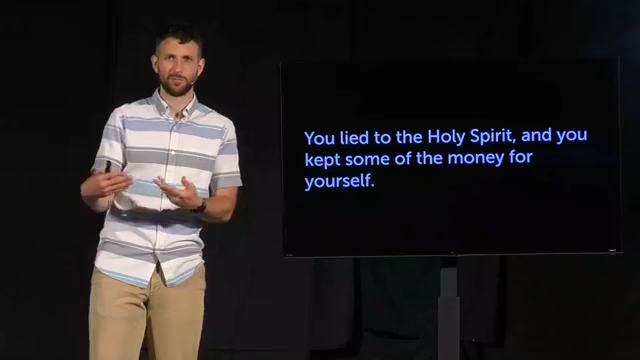 You lied to the Holy Spirit, and you
kept some of the money for
yourself.